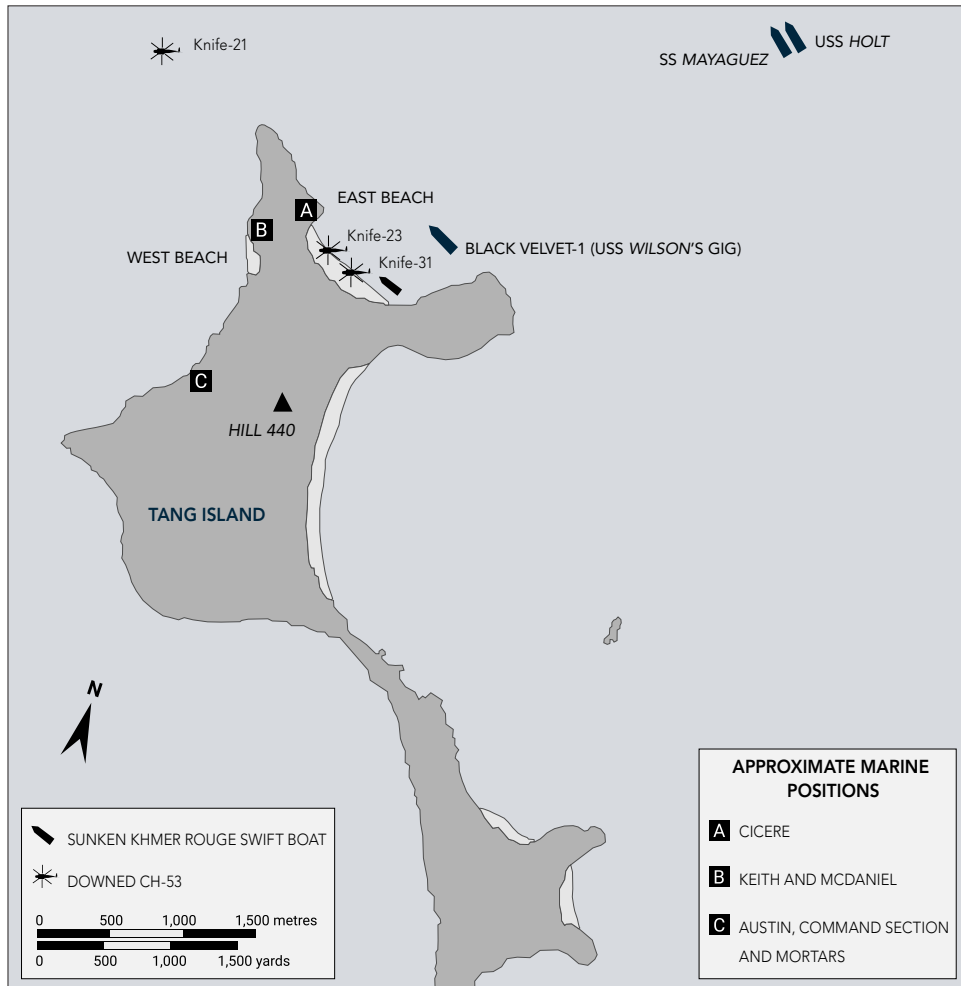 Knife-21
USS HOLT
SS MAYAGUEZ
A
EAST BEACH
B
Knife-23
WEST BEACH
BLACK VELVET-1 (USS WILSON'S GIG)
Knife-31
C
HILL 440
TANG ISLAND
N
SUNKEN KHMER ROUGE SWIFT BOAT
DOWNED CH-53
0 500 1,000 1,500 metres
0 500 1,000 1,500 yards
APPROXIMATE MARINE
POSITIONS
A CICERE
B KEITH AND MCDANIEL
C AUSTIN, COMMAND SECTION
AND MORTARS